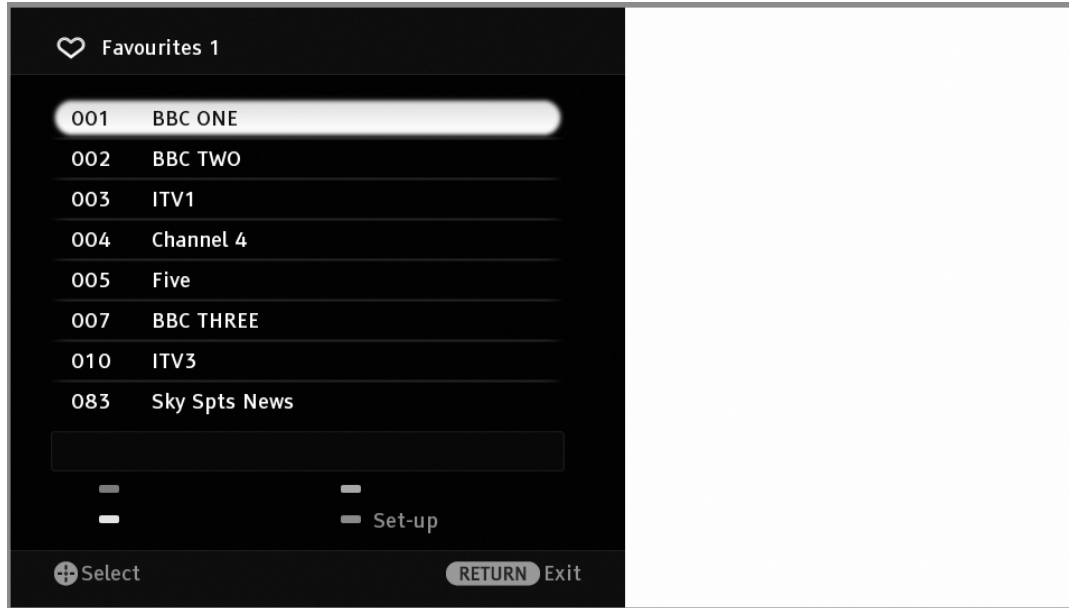 Favourites 1
001 BBC ONE
002 BBC TWO
003 ITV1
004 Channel 4
005 Five
007 BBC THREE
010 ITV3
083 Sky Spts News
Set-up
Select RETURN Exit